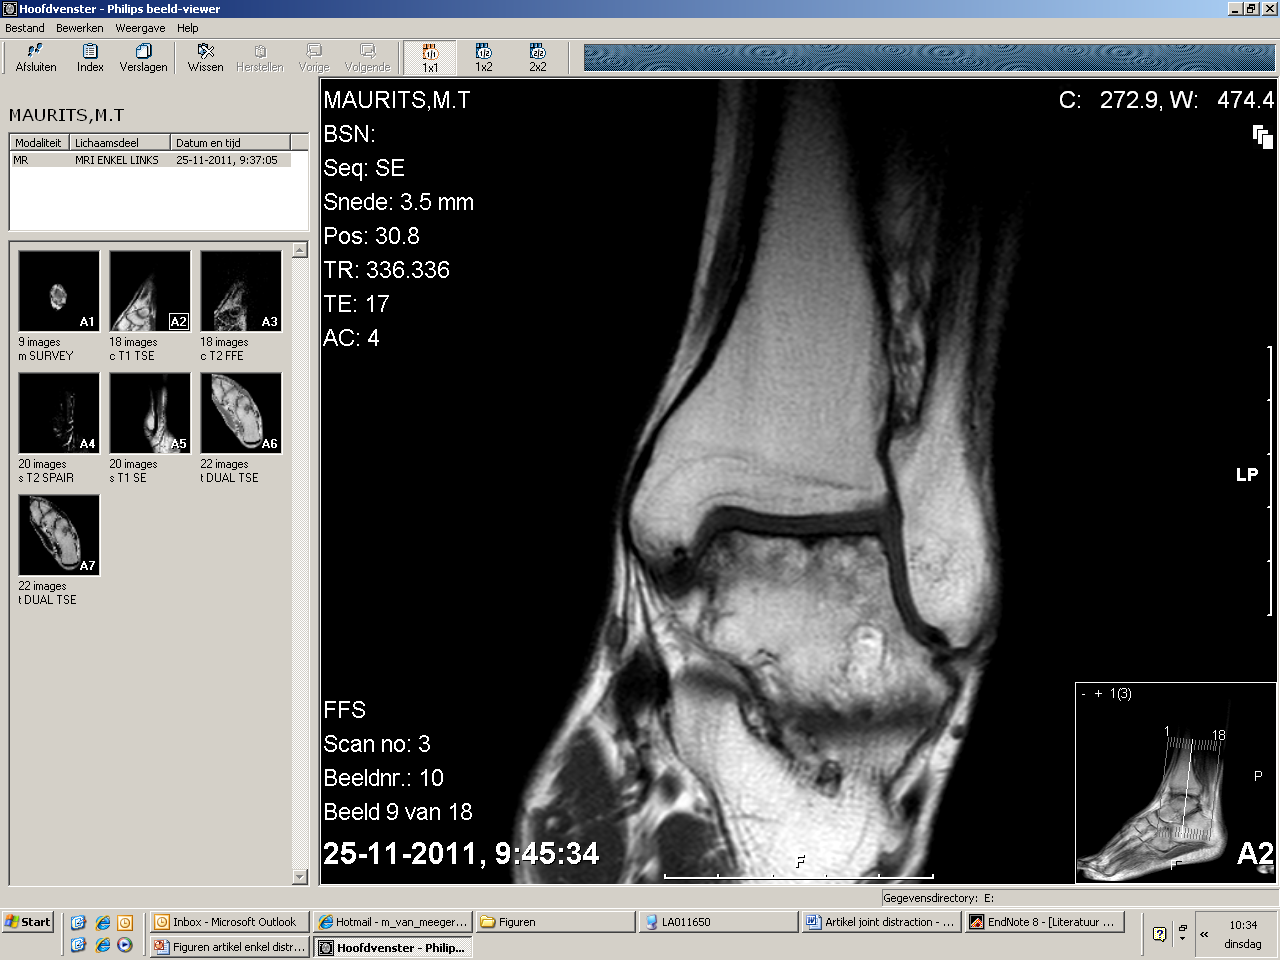 Hoofdvenster - Philips beeld-viewer
Bestand Bewerken Weergave Help
Afsluiten Index Verslagen Wissen Herstellen Vorige Volgende 1x1 1x2 2x2
MAURITS,M.T
Modaliteit Lichaamsdeel Datum en tijd
MR MRI ENKEL LINKS 25-11-2011, 9:37:05
A1 A2 A3
9 images 18 images 18 images
m SURVEY c T1 TSE c T2 FFE
A4 A5 A6
20 images 20 images 22 images
s T2 SPAIR s T1 SE t DUAL TSE
A7
22 images
t DUAL TSE
MAURITS,M.T
C: 272.9, W: 474.4
BSN:
Seq: SE
Snede: 3.5 mm
Pos: 30.8
TR: 336.336
TE: 17
AC: 4
LP
FFS
Scan no: 3
Beeldnr.: 10
Beeld 9 van 18
25-11-2011, 9:45:34
F
- + 1(3)
1 18
P
F
A2
Gegevensdirectory: E:
Start Inbox - Microsoft Outlook Hotmail - m_van_meeger... Figuren LA011650 Artikel joint distraction - ... EndNote 8 - [Literatuur ... 10:34
Figuren artikel enkel distr... Hoofdvenster - Philip... dinsdag